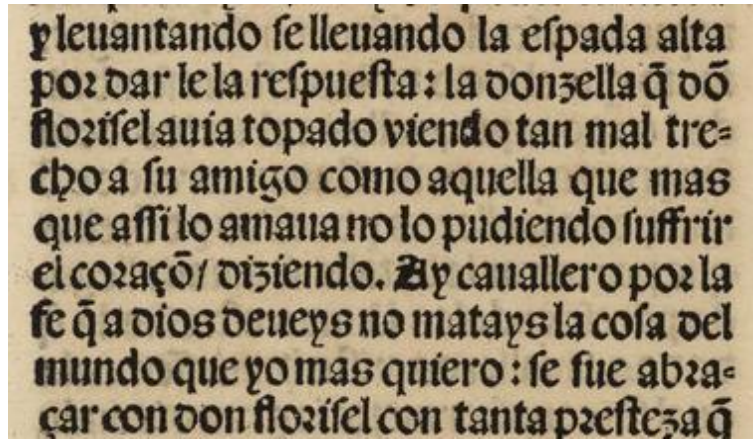 yleuantando ſe lleuando la eſpada alta
por dar le la reſpueſta: la donzella q̃ dõ
floriſel auia topado viendo tan mal tre⸗
cho a ſu amigo como aquella que mas
que aſſi lo amaua no lo pudiendo ſuffrir
el coraçõ/ diziendo. Ay cauallero por la
fe q̃ a dios deueys no matays la coſa del
mundo que yo mas quiero: ſe fue abra⸗
çar con don floriſel con tanta preſteza q̃